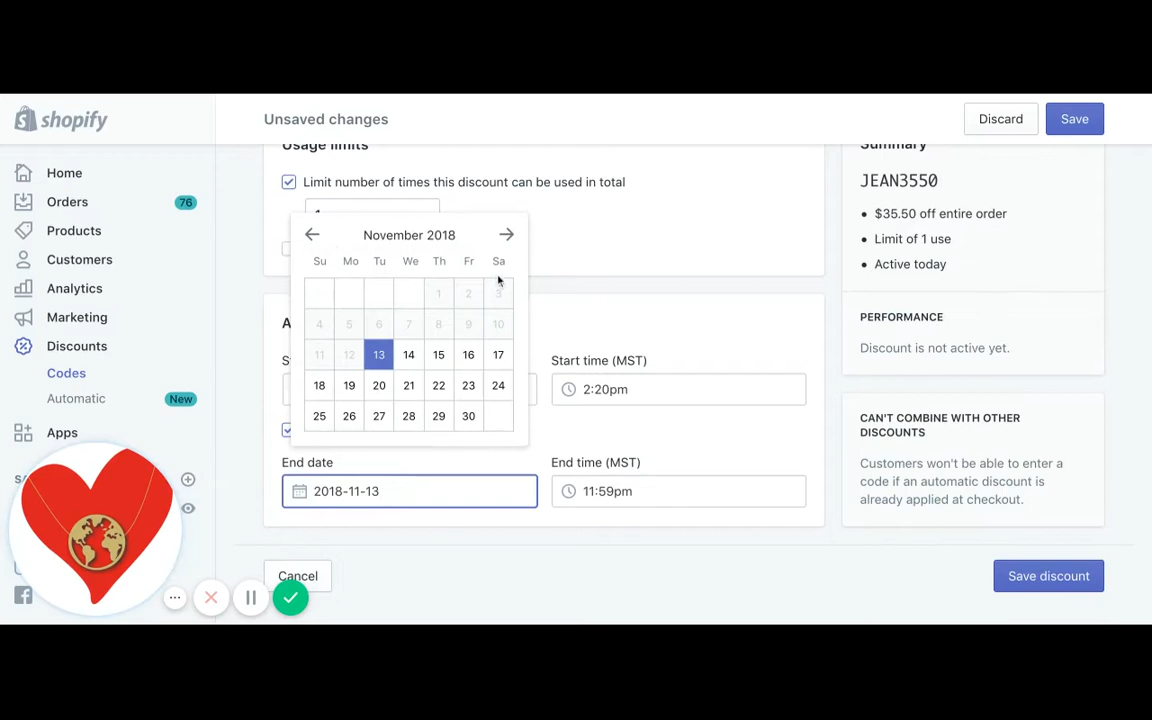 shopify
Unsaved changes
Discard
Save
Home
Orders
76
Products
Customers
Analytics
Marketing
Discounts
Codes
Automatic
New
Apps
Usage limits
Limit number of times this discount can be used in total
November 2018
Su Mo Tu We Th Fr Sa
1 2 3
4 5 6 7 8 9 10
11 12 13 14 15 16 17
18 19 20 21 22 23 24
25 26 27 28 29 30
Start time (MST)
2:20pm
End date
End time (MST)
2018-11-13
11:59pm
Cancel
Save discount
Summary
JEAN3550
• $35.50 off entire order
• Limit of 1 use
• Active today
PERFORMANCE
Discount is not active yet.
CAN'T COMBINE WITH OTHER
DISCOUNTS
Customers won't be able to enter a
code if an automatic discount is
already applied at checkout.